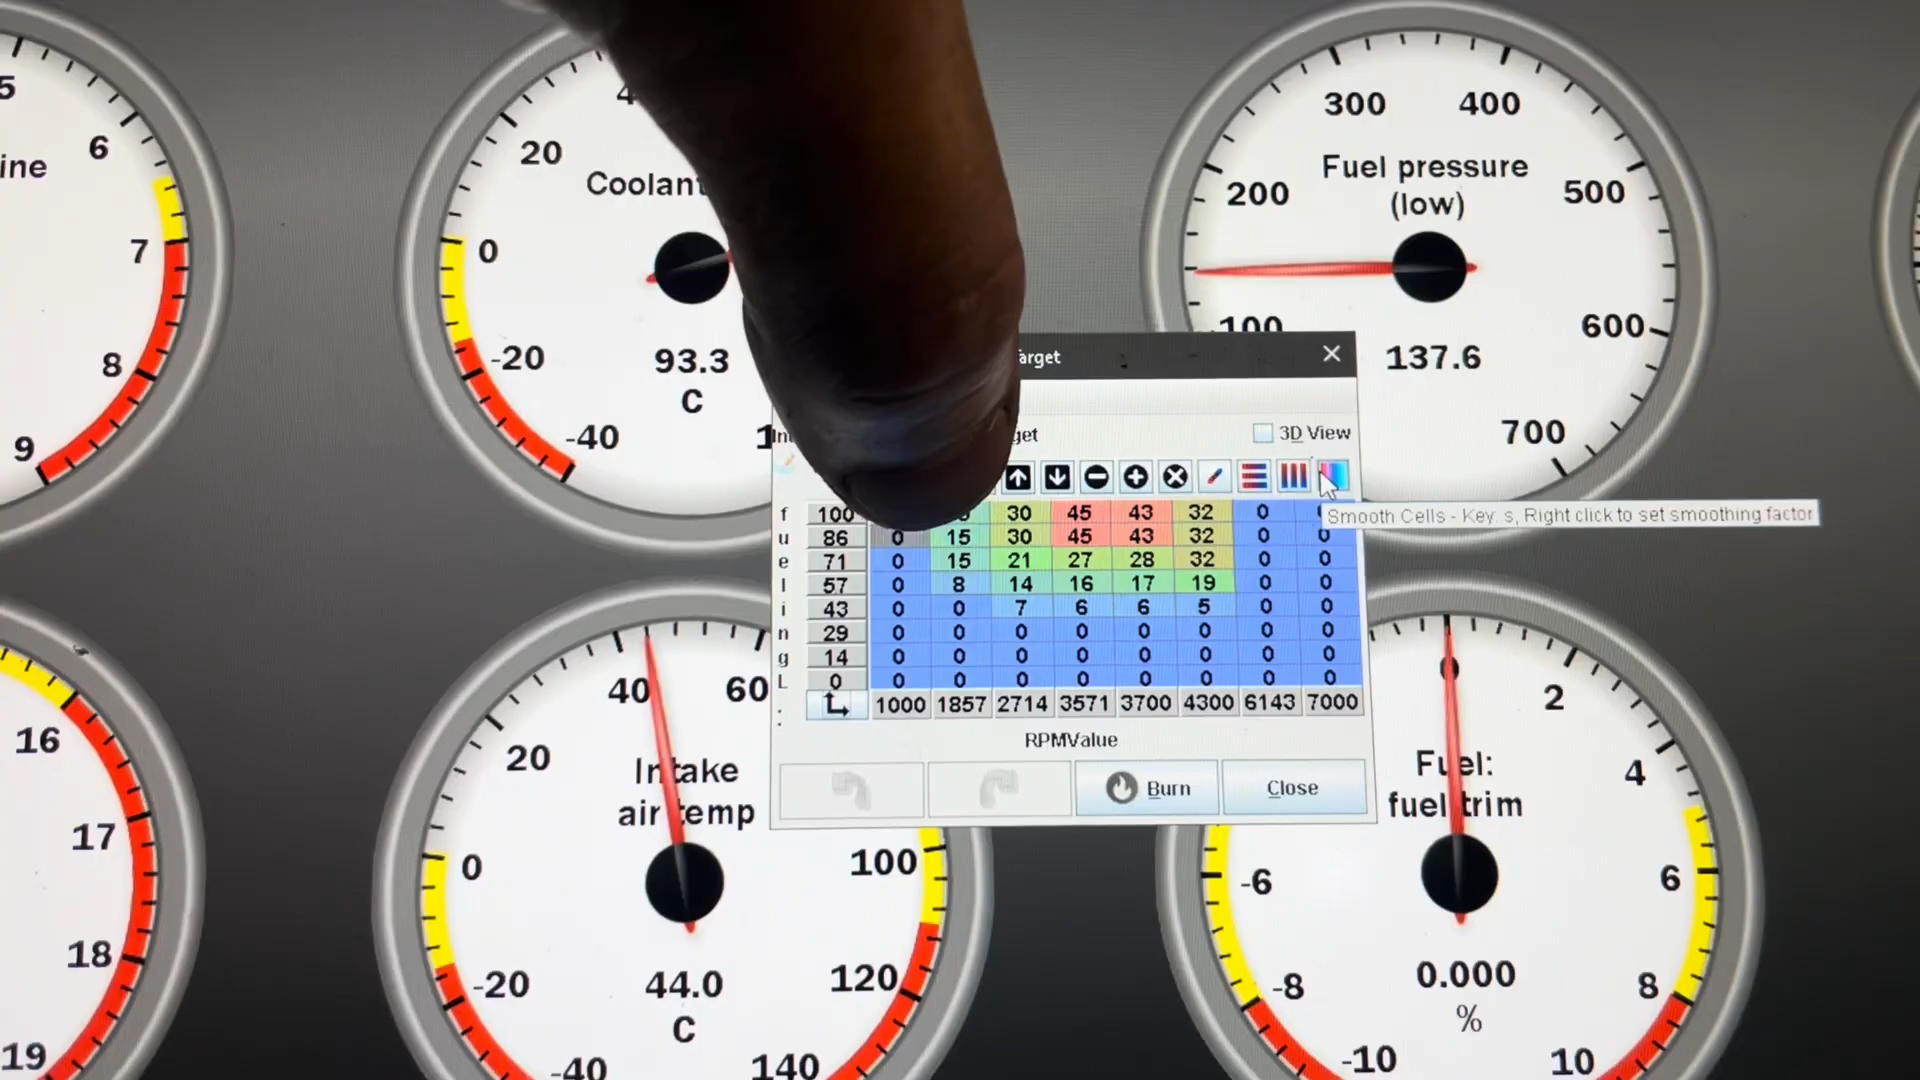 5
6
7
8
9
ine
20
0
-20
-40
Coolant
93.3
C
100
200
300
400
500
600
700
Fuel pressure
(low)
137.6
arget
get
3D View
Smooth Cells - Key: s, Right click to set smoothing factor
f 100 30 45 43 32 0
u 86 0 15 30 45 43 32 0 0
e 71 0 15 21 27 28 32 0 0
l 57 0 8 14 16 17 19 0 0
i 43 0 0 7 6 6 5 0 0
n 29 0 0 0 0 0 0 0 0
g 14 0 0 0 0 0 0 0 0
L 0 0 0 0 0 0 0 0 0
: 1000 1857 2714 3571 3700 4300 6143 7000
RPMValue
Burn
Close
16
17
18
19
-40
-20
0
20
40
60
100
120
140
Intake
air temp
44.0
C
-10
-8
-6
0
2
4
6
8
10
Fuel:
fuel trim
0.000
%